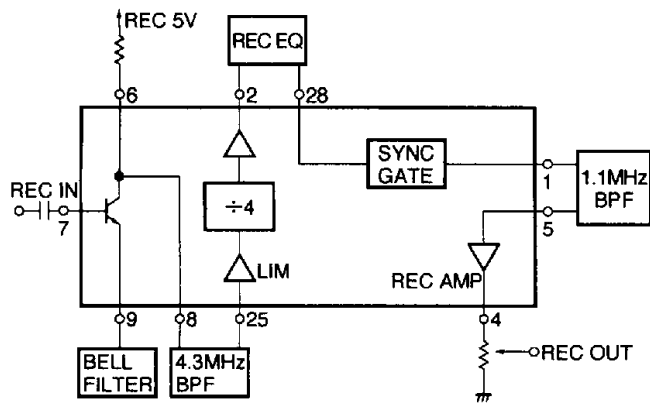 REC 5V
REC EQ
6
2
28
SYNC
GATE
1
1.1MHz
BPF
REC IN
7
÷4
5
LIM
REC AMP
9
8
25
4
BELL
FILTER
4.3MHz
BPF
REC OUT